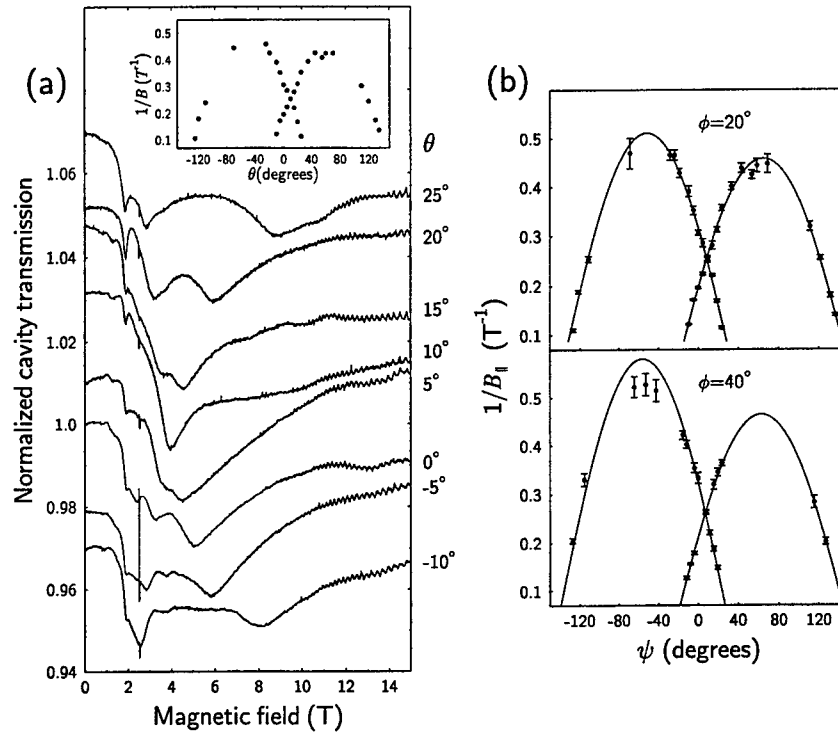 (a)
1/B (T⁻¹)
0.5
0.4
0.3
0.2
0.1
-120 -60 0 60 120
θ(degrees)
Normalized cavity transmission
1.06
1.04
1.02
1.0
0.98
0.96
0.94
θ
25°
20°
15°
10°
5°
0°
-5°
-10°
0 2 4 6 8 10 12 14
Magnetic field (T)
(b)
1/B∥ (T⁻¹)
ϕ=20°
0.5
0.4
0.3
0.2
0.1
ϕ=40°
0.5
0.4
0.3
0.2
0.1
-120 -80 -40 0 40 80 120
ψ (degrees)